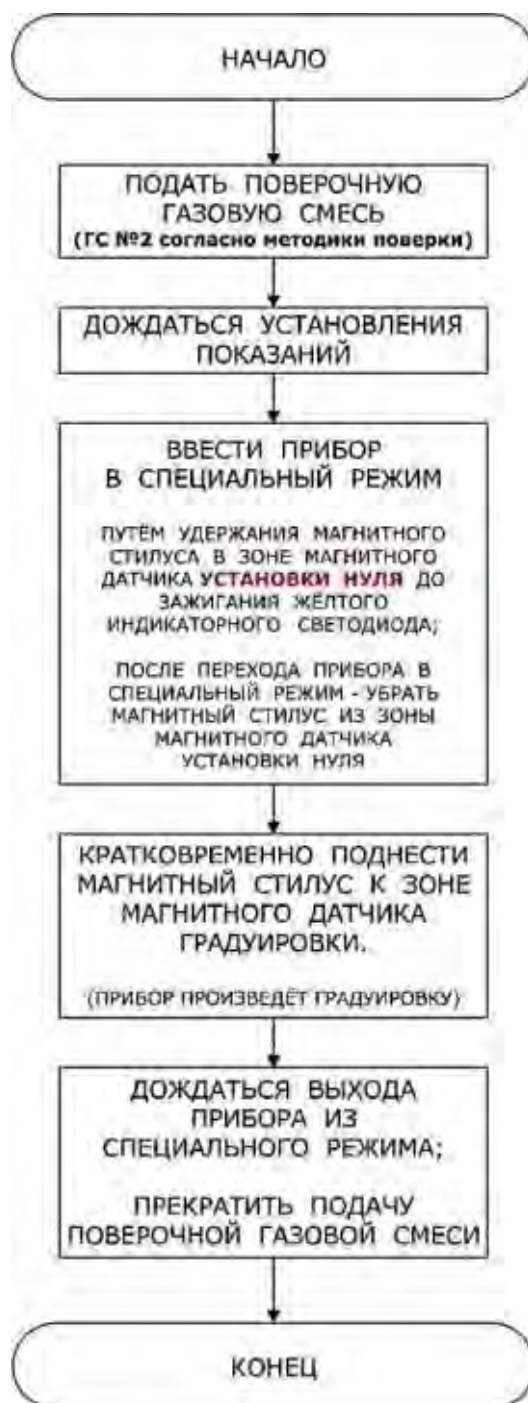 НАЧАЛО
ПОДАТЬ ПОВЕРОЧНУЮ
ГАЗОВУЮ СМЕСЬ
(ГС №2 согласно методики поверки)
ДОЖДАТЬСЯ УСТАНОВЛЕНИЯ
ПОКАЗАНИЙ
ВВЕСТИ ПРИБОР
В СПЕЦИАЛЬНЫЙ РЕЖИМ
ПУТЁМ УДЕРЖАНИЯ МАГНИТНОГО
СТИЛУСА В ЗОНЕ МАГНИТНОГО
ДАТЧИКА УСТАНОВКИ НУЛЯ ДО
ЗАЖИГАНИЯ ЖЁЛТОГО
ИНДИКАТОРНОГО СВЕТОДИОДА;
ПОСЛЕ ПЕРЕХОДА ПРИБОРА В
СПЕЦИАЛЬНЫЙ РЕЖИМ - УБРАТЬ
МАГНИТНЫЙ СТИЛУС ИЗ ЗОНЫ
МАГНИТНОГО ДАТЧИКА
УСТАНОВКИ НУЛЯ
КРАТКОВРЕМЕННО ПОДНЕСТИ
МАГНИТНЫЙ СТИЛУС К ЗОНЕ
МАГНИТНОГО ДАТЧИКА
ГРАДУИРОВКИ.
(ПРИБОР ПРОИЗВЕДЁТ ГРАДУИРОВКУ)
ДОЖДАТЬСЯ ВЫХОДА
ПРИБОРА ИЗ
СПЕЦИАЛЬНОГО РЕЖИМА;
ПРЕКРАТИТЬ ПОДАЧУ
ПОВЕРОЧНОЙ ГАЗОВОЙ СМЕСИ
КОНЕЦ